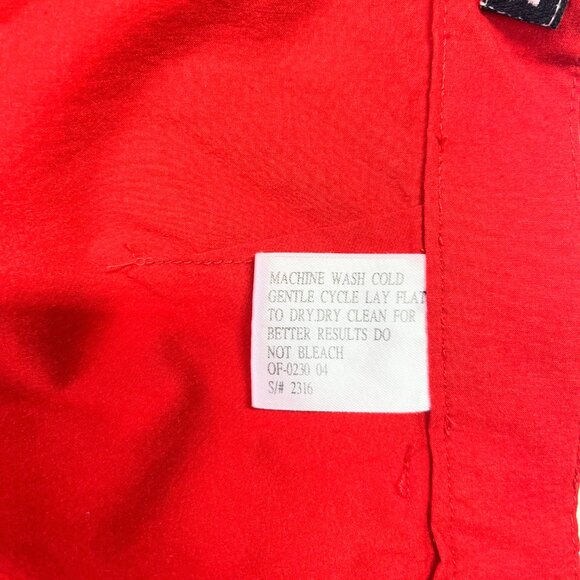 MACHINE WASH COLD
GENTLE CYCLE LAY FLAT
TO DRY.DRY CLEAN FOR
BETTER RESULTS DO
NOT BLEACH
OF-0230 04
S/# 2316